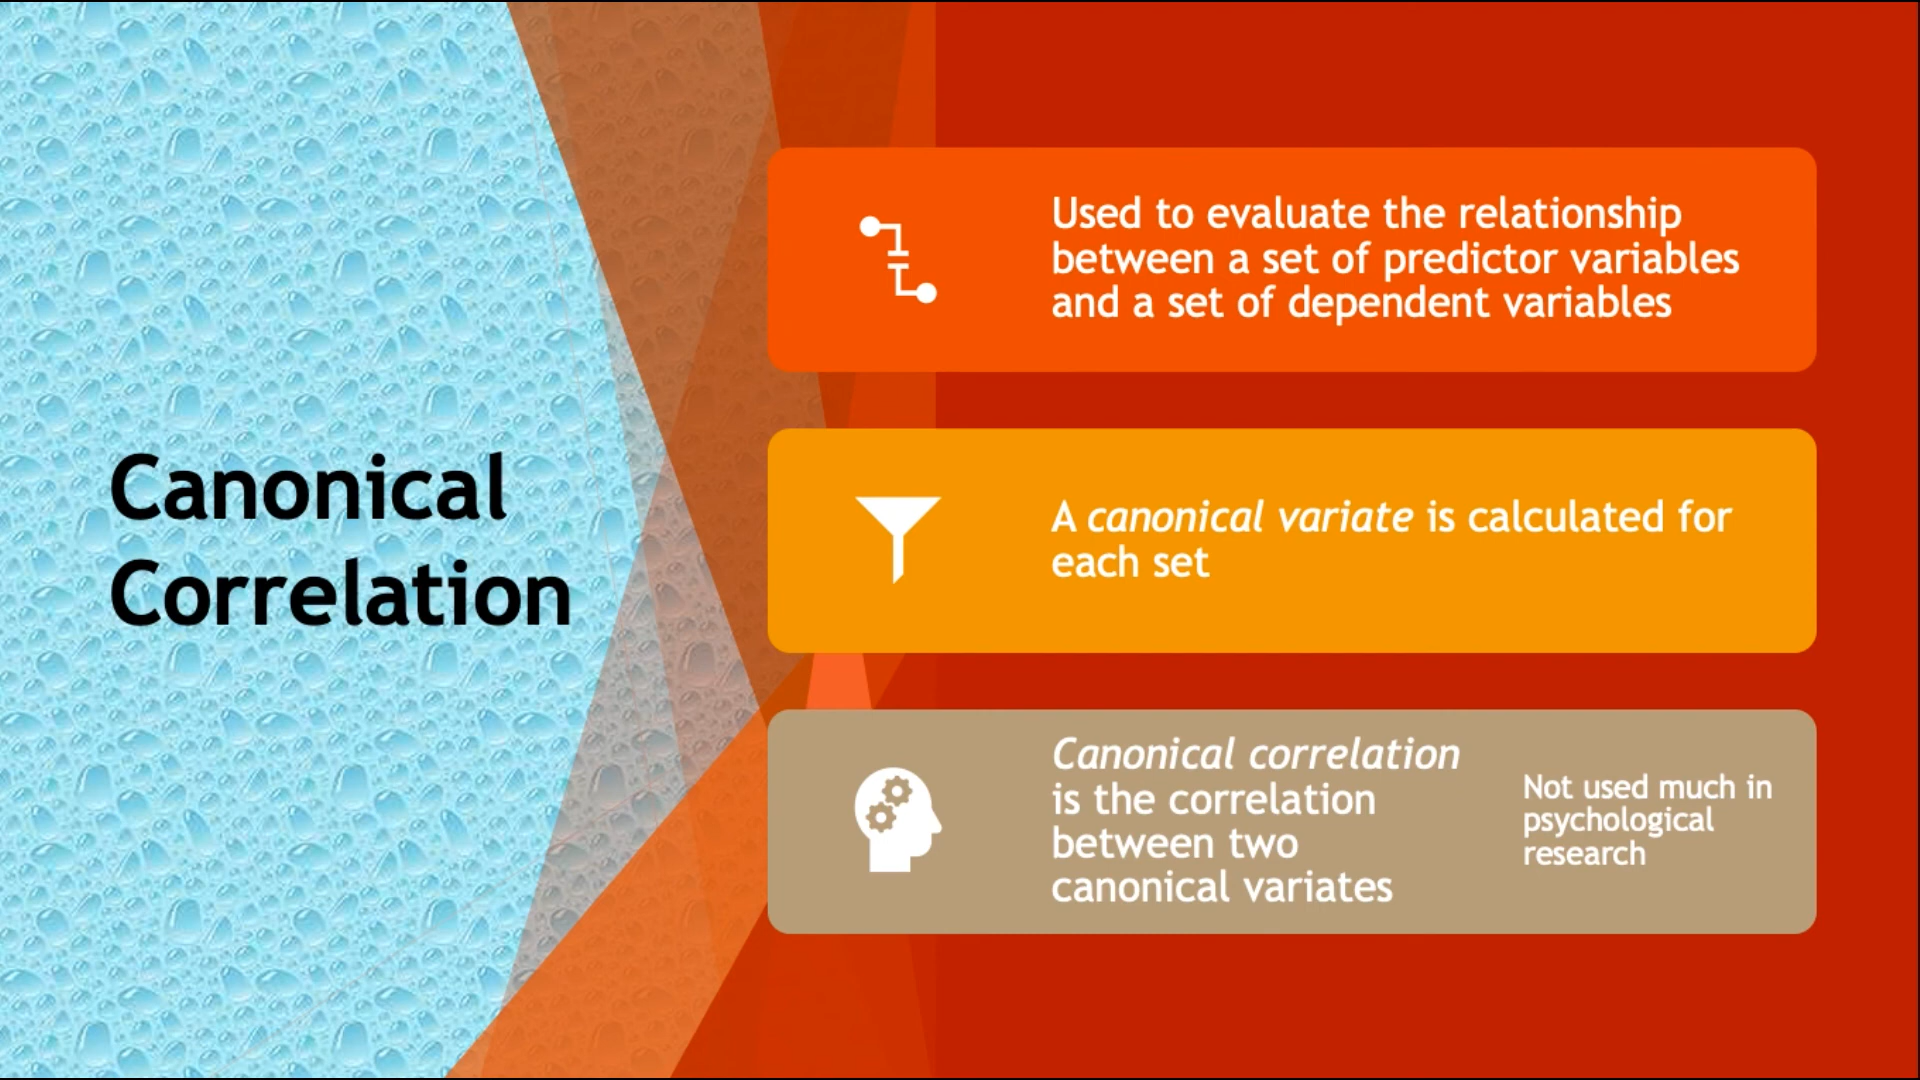 Canonical
Correlation
Used to evaluate the relationship
between a set of predictor variables
and a set of dependent variables
A canonical variate is calculated for
each set
Canonical correlation
is the correlation
between two
canonical variates
Not used much in
psychological
research